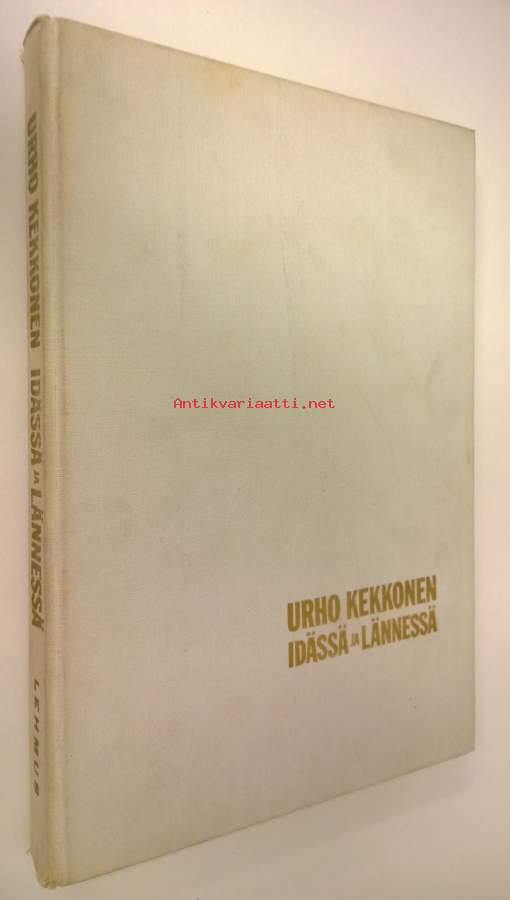 URHO KEKKONEN IDÄSSÄ JA LÄNNESSÄ LEHMUS
Antikvariaatti.net
URHO KEKKONEN
IDÄSSÄ JA LÄNNESSÄ